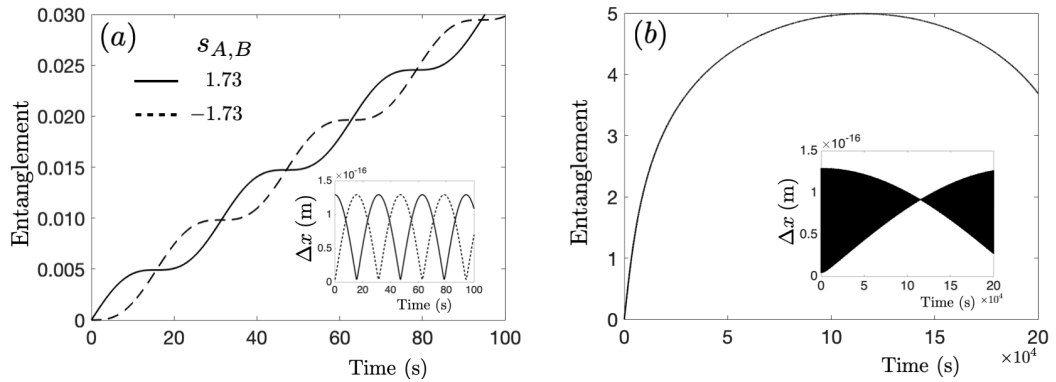 (a)
s_{A,B}
1.73
−1.73
Entanglement
0.030
0.025
0.020
0.015
0.010
0.005
0
0 20 40 60 80 100
Time (s)
×10^{-16}
1.5
1
0.5
0
Δx (m)
0 20 40 60 80 100
Time (s)
(b)
Entanglement
5
4
3
2
1
0
0 5 10 15 20
×10^4
Time (s)
×10^{-16}
1.5
1
0.5
0
Δx (m)
0 5 10 15 20
Time (s) ×10^4